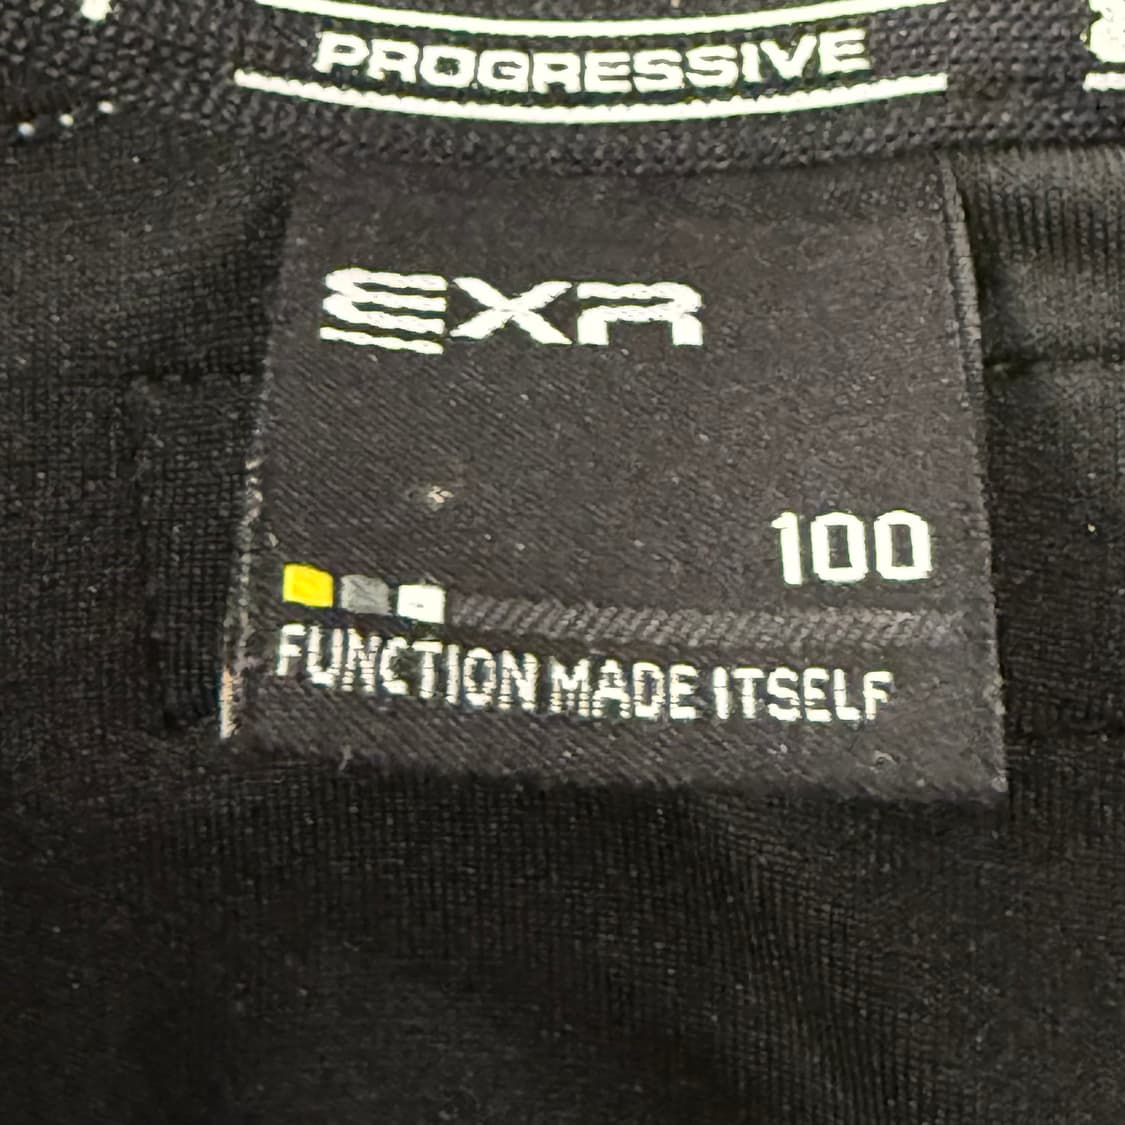 PROGRESSIVE
EXR
100
FUNCTION MADE ITSELF